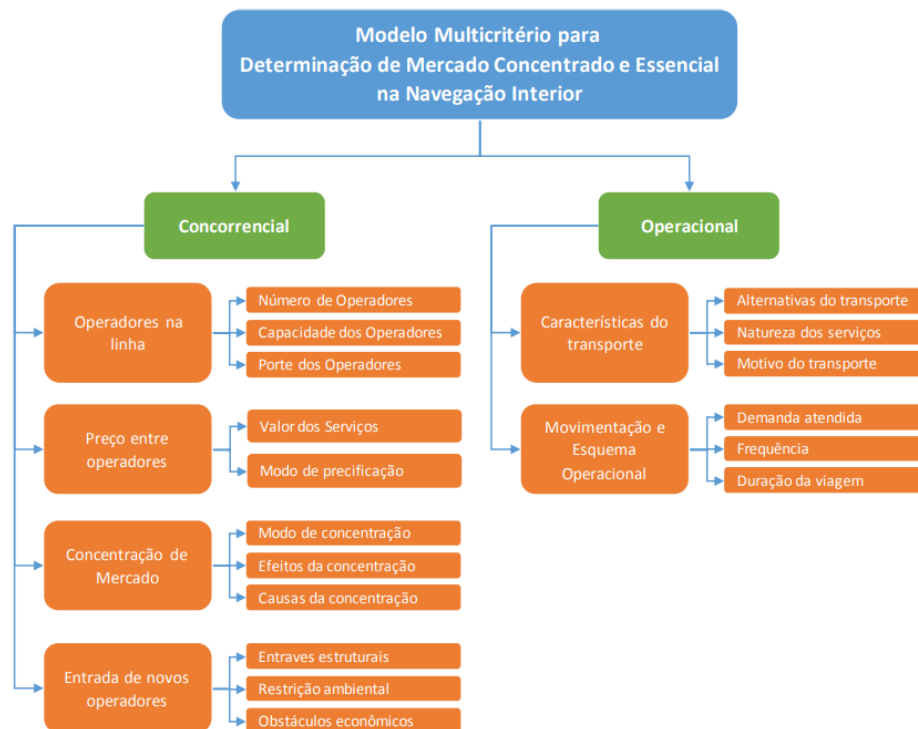 Modelo Multicritério para
Determinação de Mercado Concentrado e Essencial
na Navegação Interior
Concorrencial
Operadores na
linha
Número de Operadores
Capacidade dos Operadores
Porte dos Operadores
Preço entre
operadores
Valor dos Serviços
Modo de precificação
Concentração de
Mercado
Modo de concentração
Efeitos da concentração
Causas da concentração
Entrada de novos
operadores
Entraves estruturais
Restrição ambiental
Obstáculos econômicos
Operacional
Características do
transporte
Alternativas do transporte
Natureza dos serviços
Motivo do transporte
Movimentação e
Esquema
Operacional
Demanda atendida
Frequência
Duração da viagem